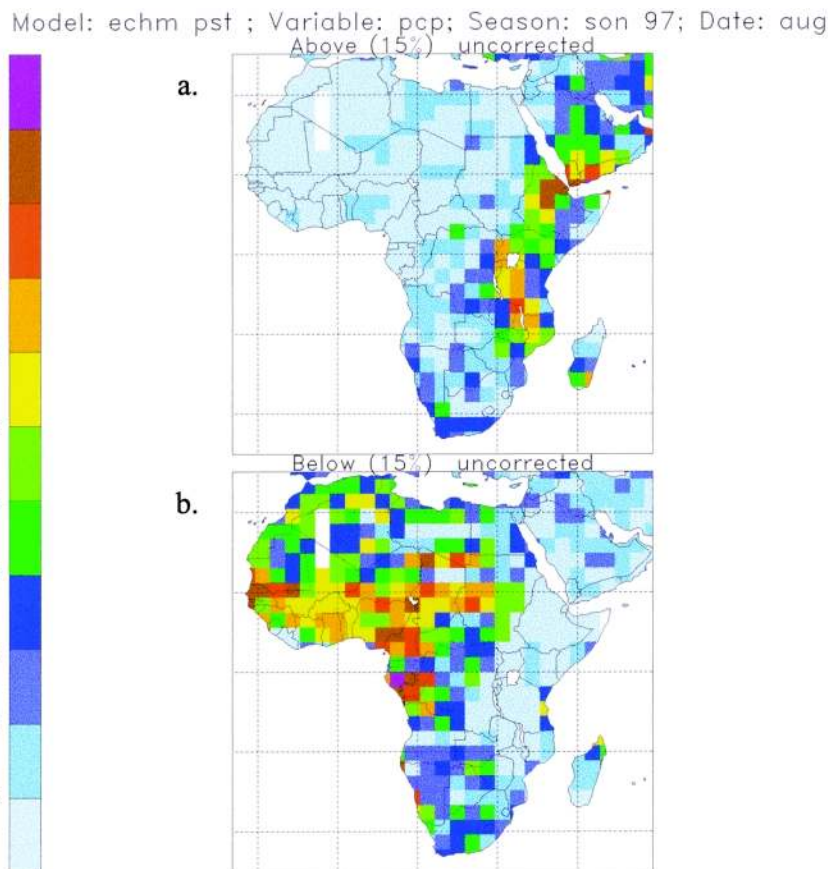 Model: echm pst ; Variable: pcp; Season: son 97; Date: aug
Above (15%) uncorrected
a.
Below (15%) uncorrected
b.